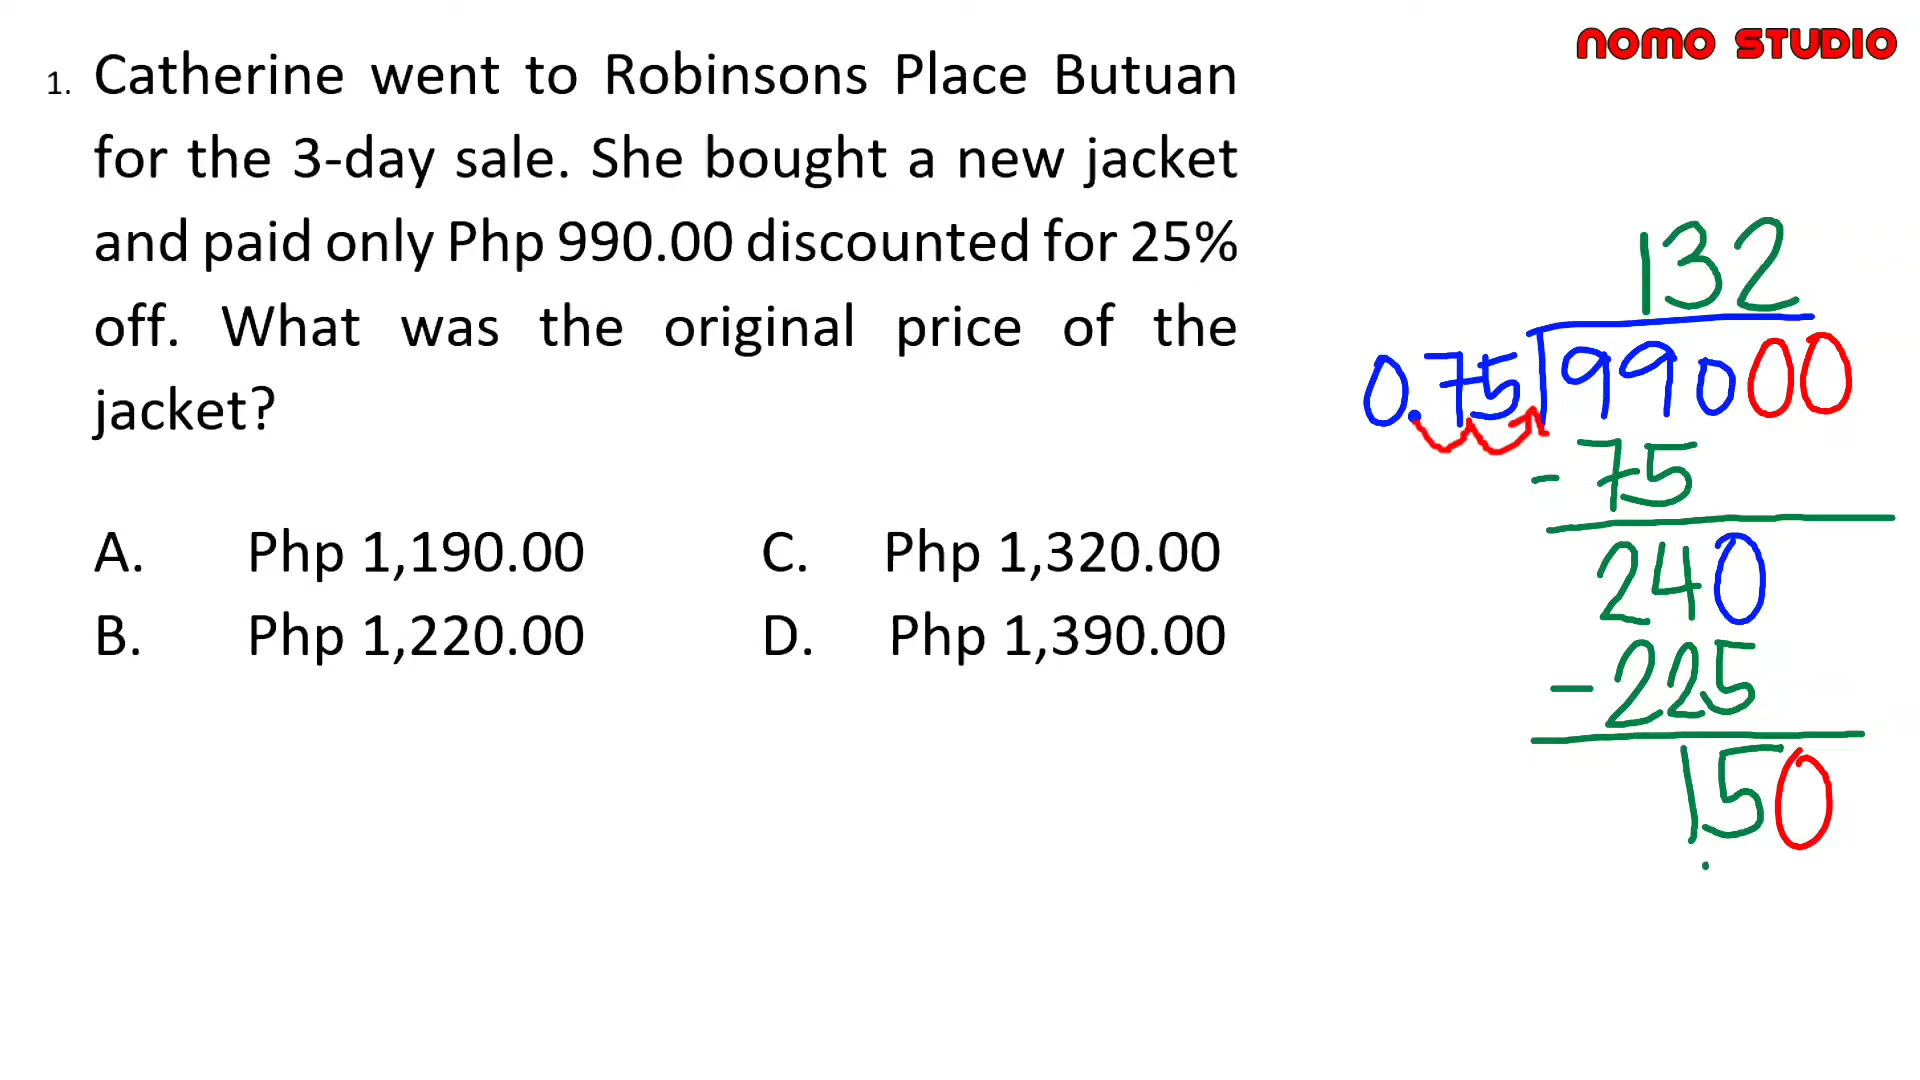 NOMO STUDIO
1. Catherine went to Robinsons Place Butuan
for the 3-day sale. She bought a new jacket
and paid only Php 990.00 discounted for 25%
off. What was the original price of the
jacket?
A. Php 1,190.00 C. Php 1,320.00
B. Php 1,220.00 D. Php 1,390.00
132
0.75 99000
- 75
240
- 225
150